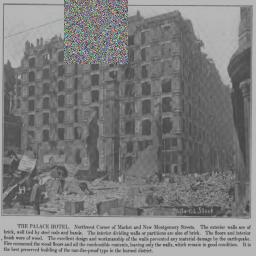 THE PALACE HOTEL. Northwest Corner of Market and New Montgomery Streets. The exterior walls are of
brick, well tied by steel rods and bands. The interior dividing walls or partitions are also of brick. The floors and interior
finish were of wood. The excellent design and workmanship of the walls prevented any material damage by the earthquake.
Fire consumed the wood floors and all the combustible contents, leaving only the walls, which remain in good condition. It is
the best preserved building of the non-fire-proof type in the burned district.